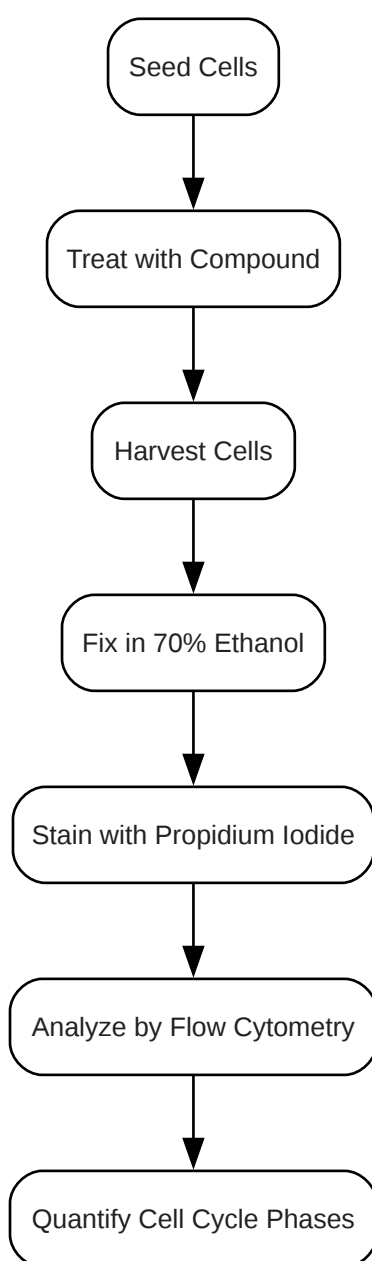 Seed Cells
Treat with Compound
Harvest Cells
Fix in 70% Ethanol
Stain with Propidium Iodide
Analyze by Flow Cytometry
Quantify Cell Cycle Phases